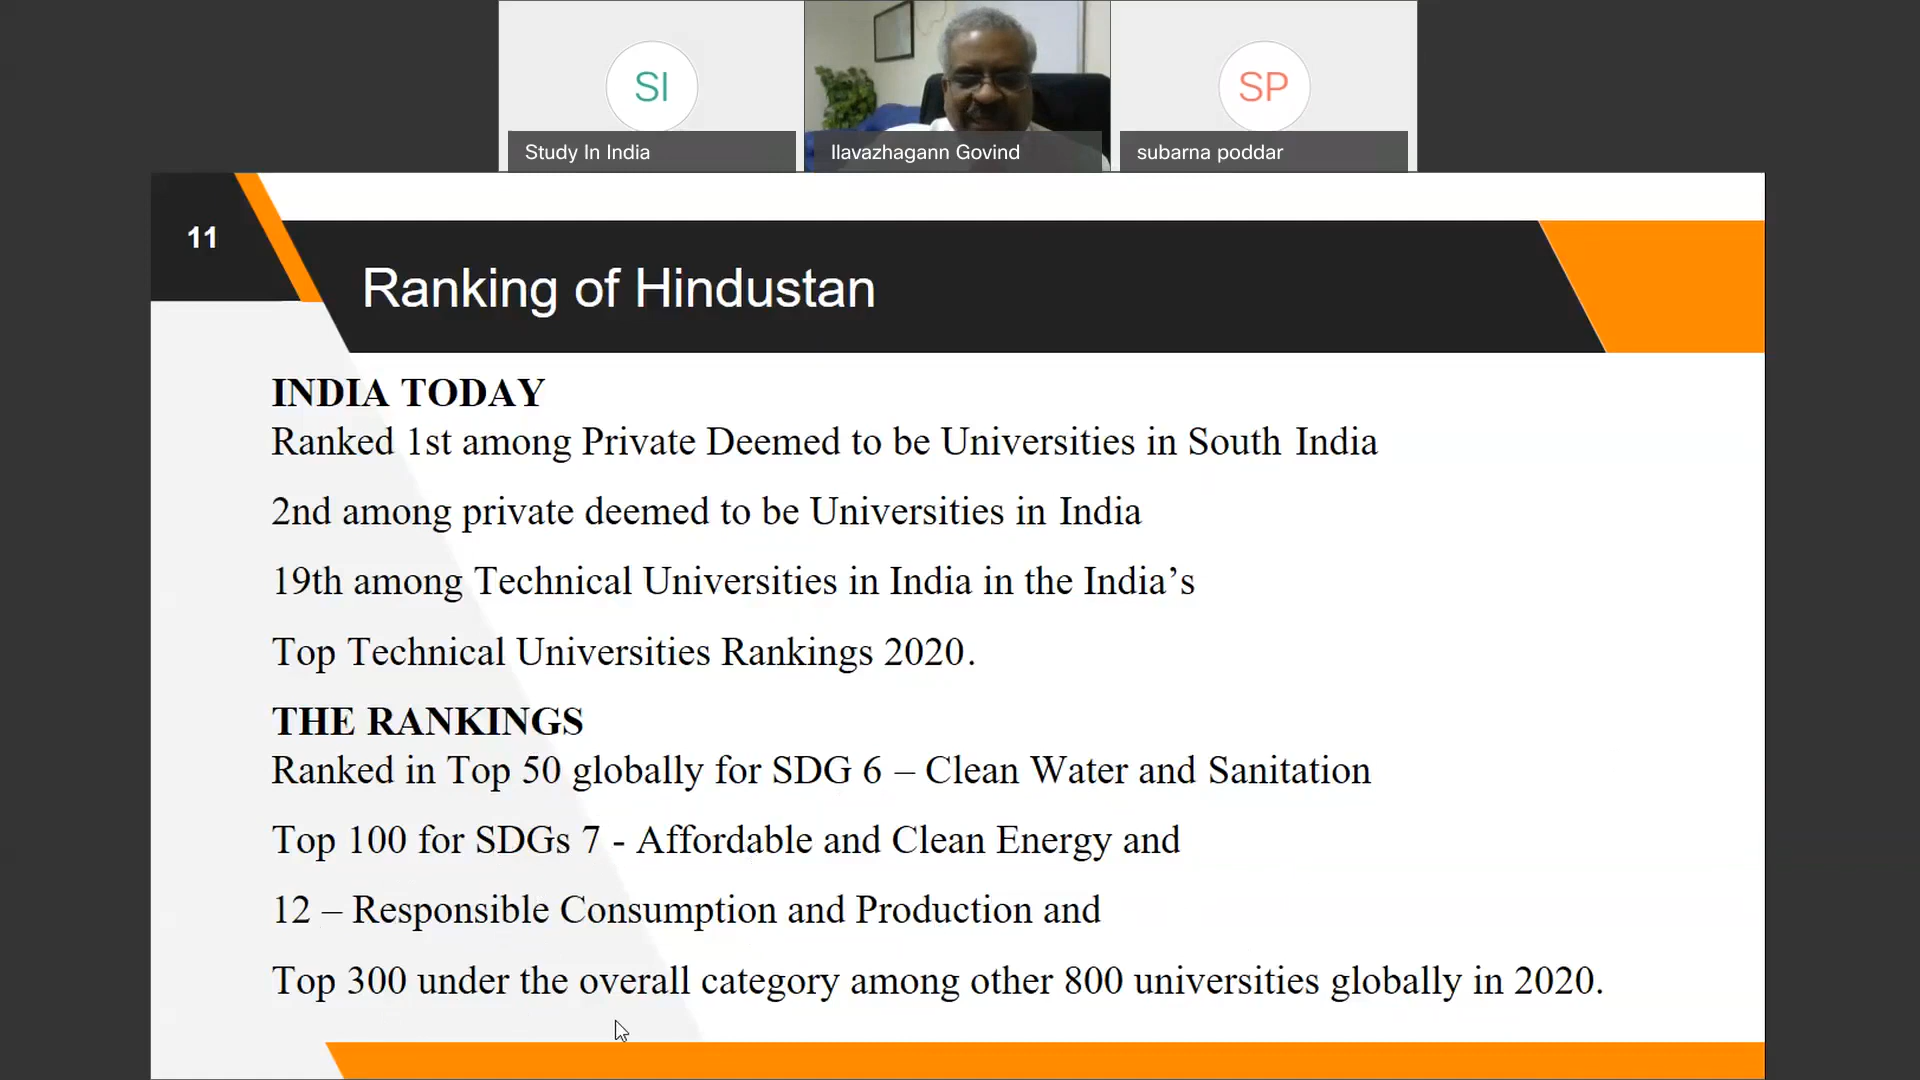 SI
SP
Study In India
Ilavazhagann Govind
subarna poddar
11
Ranking of Hindustan
INDIA TODAY
Ranked 1st among Private Deemed to be Universities in South India
2nd among private deemed to be Universities in India
19th among Technical Universities in India in the India’s
Top Technical Universities Rankings 2020.
THE RANKINGS
Ranked in Top 50 globally for SDG 6 – Clean Water and Sanitation
Top 100 for SDGs 7 - Affordable and Clean Energy and
12 – Responsible Consumption and Production and
Top 300 under the overall category among other 800 universities globally in 2020.